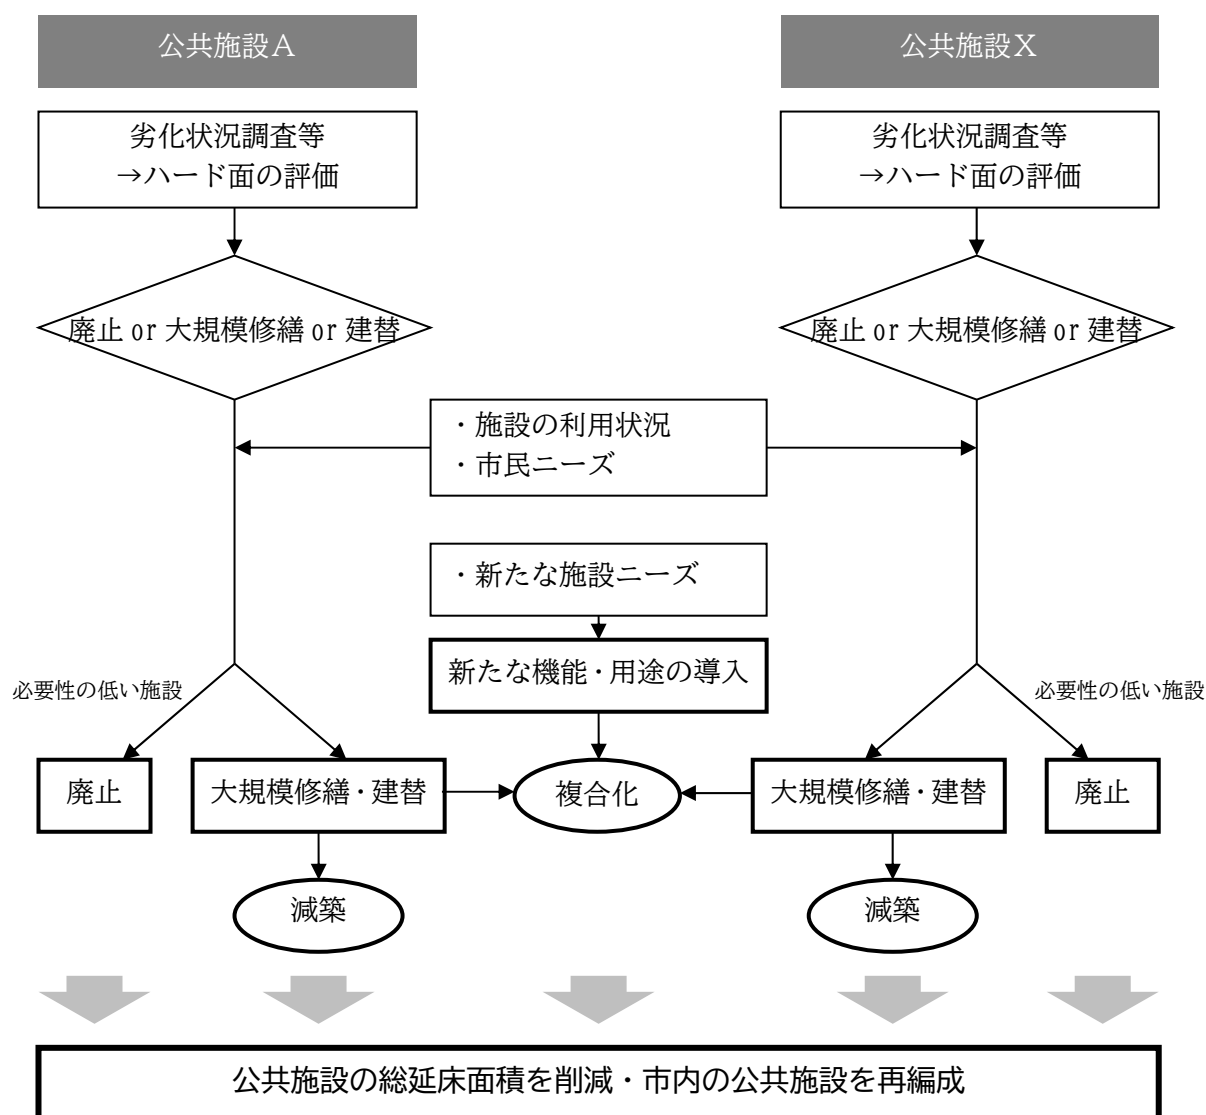 公共施設A
公共施設X
劣化状況調査等
→ハード面の評価
劣化状況調査等
→ハード面の評価
廃止 or 大規模修繕 or 建替
廃止 or 大規模修繕 or 建替
・施設の利用状況
・市民ニーズ
・新たな施設ニーズ
新たな機能・用途の導入
必要性の低い施設
必要性の低い施設
廃止
大規模修繕・建替
複合化
大規模修繕・建替
廃止
減築
減築
公共施設の総延床面積を削減・市内の公共施設を再編成